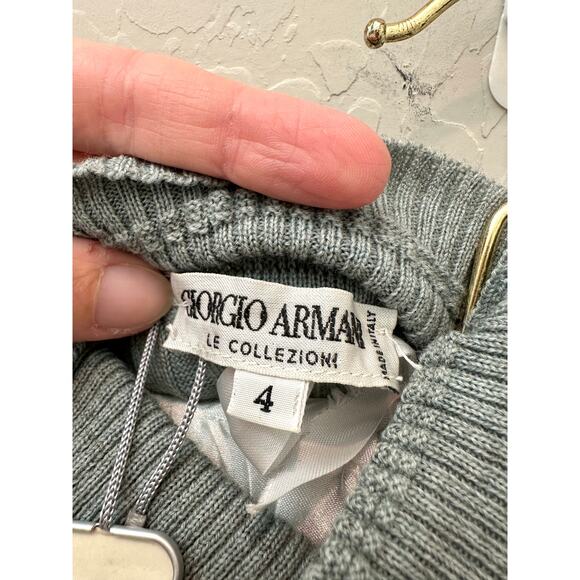 GIORGIO ARMANI
LE COLLEZIONI
MADE IN ITALY
4